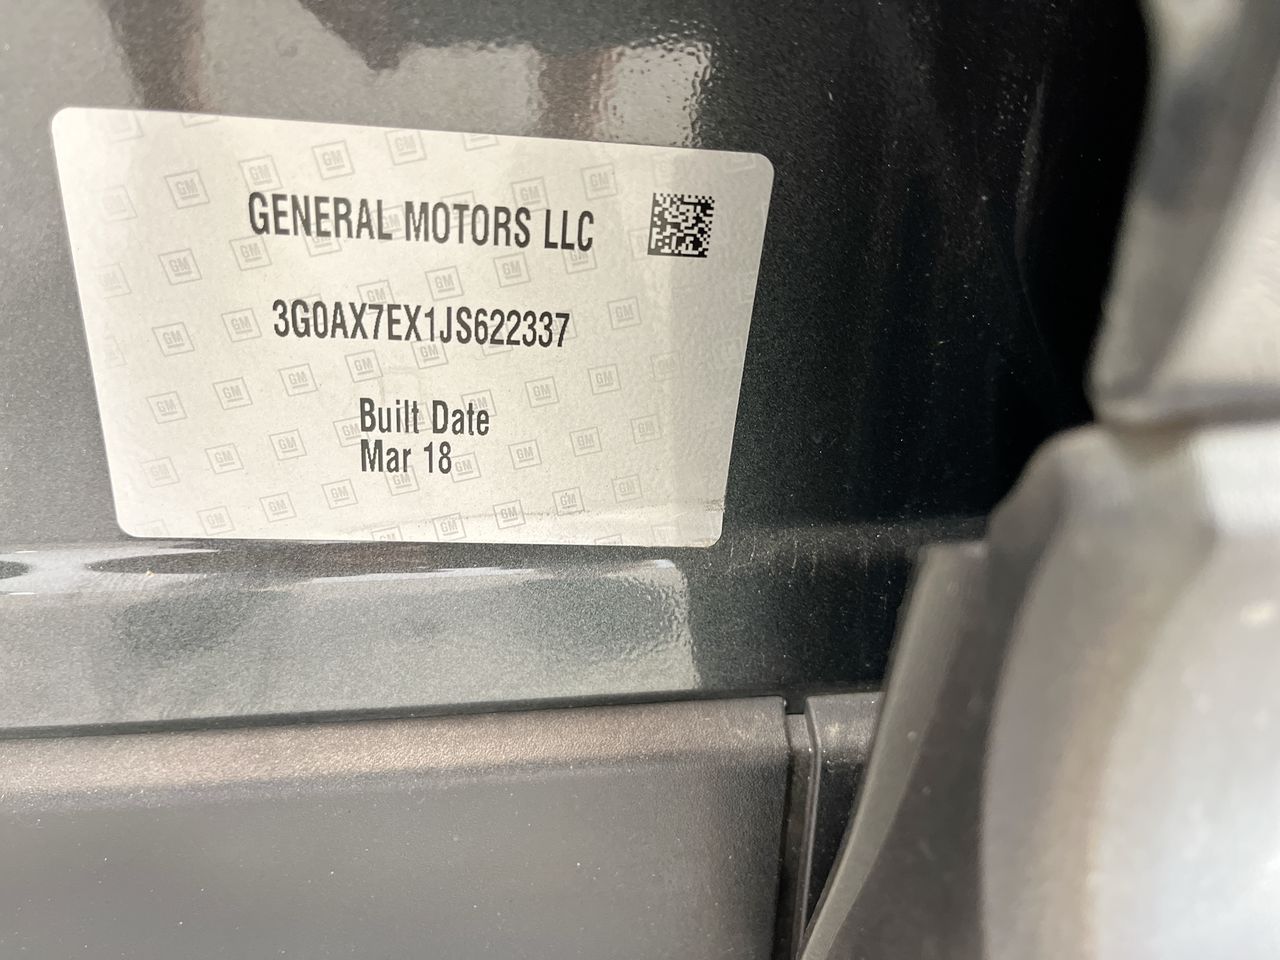 GENERAL MOTORS LLC
3G0AX7EX1JS622337
Built Date
Mar 18